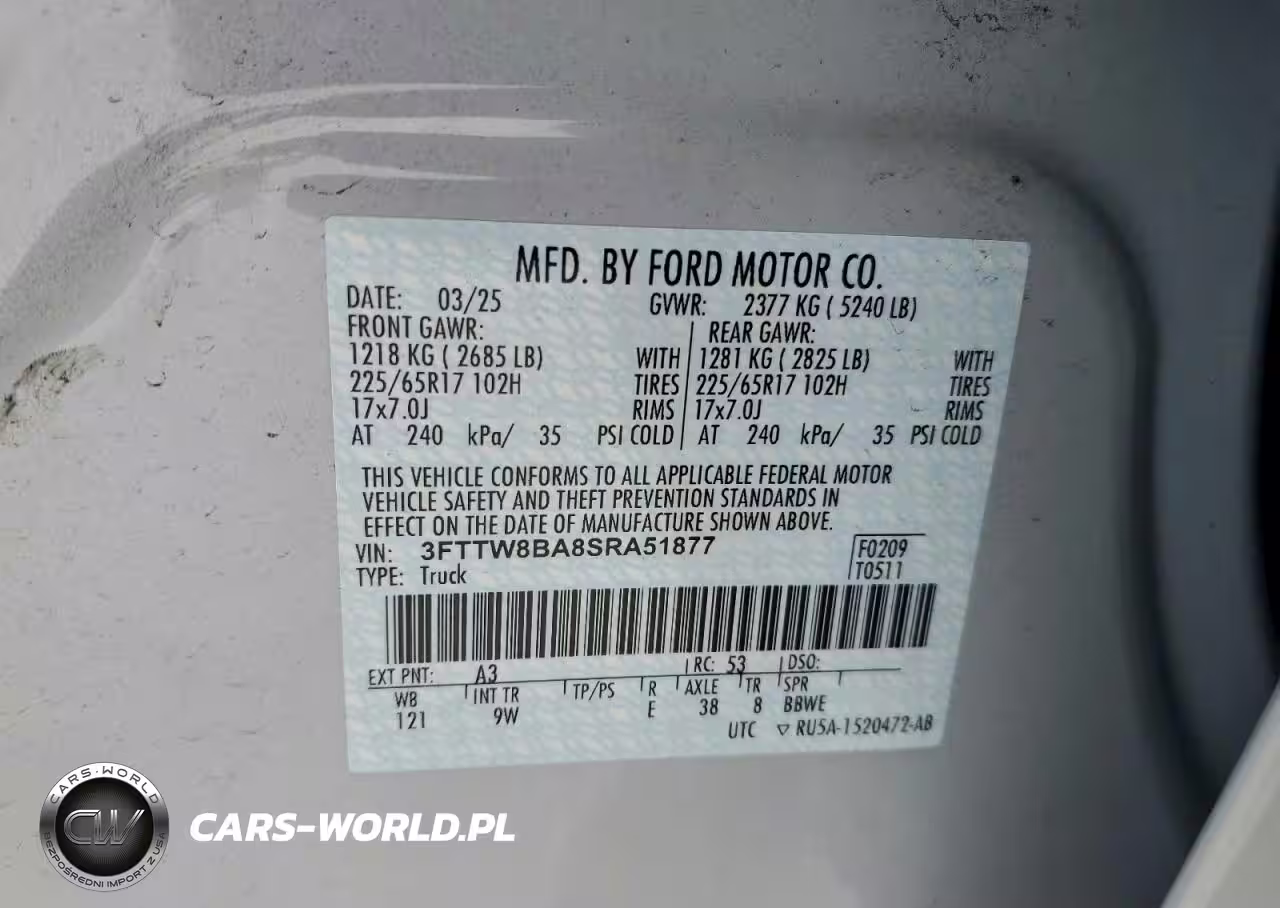 MFD. BY FORD MOTOR CO.
DATE: 03/25 GVWR: 2377 KG ( 5240 LB)
FRONT GAWR: REAR GAWR:
1218 KG ( 2685 LB) WITH 1281 KG ( 2825 LB) WITH
225/65R17 102H TIRES 225/65R17 102H TIRES
17x7.0J RIMS 17x7.0J RIMS
AT 240 kPa/ 35 PSI COLD AT 240 kPa/ 35 PSI COLD
THIS VEHICLE CONFORMS TO ALL APPLICABLE FEDERAL MOTOR
VEHICLE SAFETY AND THEFT PREVENTION STANDARDS IN
EFFECT ON THE DATE OF MANUFACTURE SHOWN ABOVE.
VIN: 3FTTW8BA8SRA51877 F0209
TYPE: Truck T0511
EXT PNT: A3 RC: 53 DSO:
WB INT TR TP/PS R AXLE TR SPR
121 9W E 38 8 BBWE
UTC ▽ RU5A-1520472-AB
CARS-WORLD
CW
BEZPOŚREDNI IMPORT Z USA
CARS-WORLD.PL